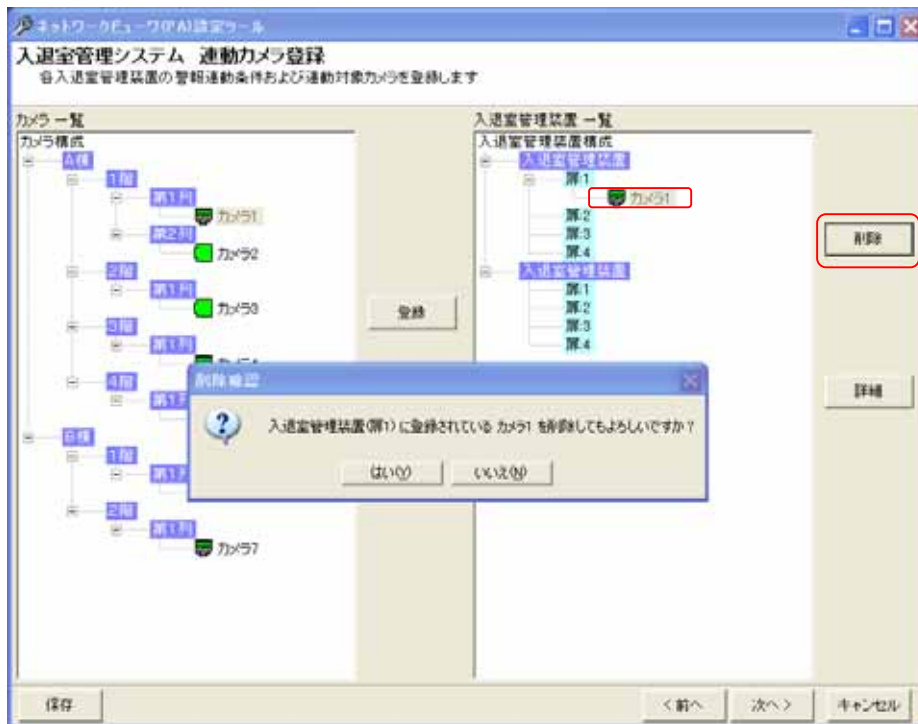 ネットワークビューワ(PA)設定ツール
入退室管理システム 連動カメラ登録
各入退室管理装置の警報連動条件および連動対象カメラを登録します
カメラ 一覧
カメラ構成
A棟
1階
第1列
カメラ1
第2列
カメラ2
2階
第1列
カメラ3
3階
第1列
4階
B棟
1階
第1列
2階
第1列
カメラ7
登録
入退室管理装置 一覧
入退室管理装置構成
入退室管理装置
扉:1
カメラ1
扉:2
扉:3
扉:4
入退室管理装置
扉:1
扉:2
扉:3
扉:4
削除
詳細
削除確認
入退室管理装置(扉1) に登録されている カメラ1 を削除してもよろしいですか?
はい(Y)
いいえ(N)
保存
<前へ
次へ>
キャンセル